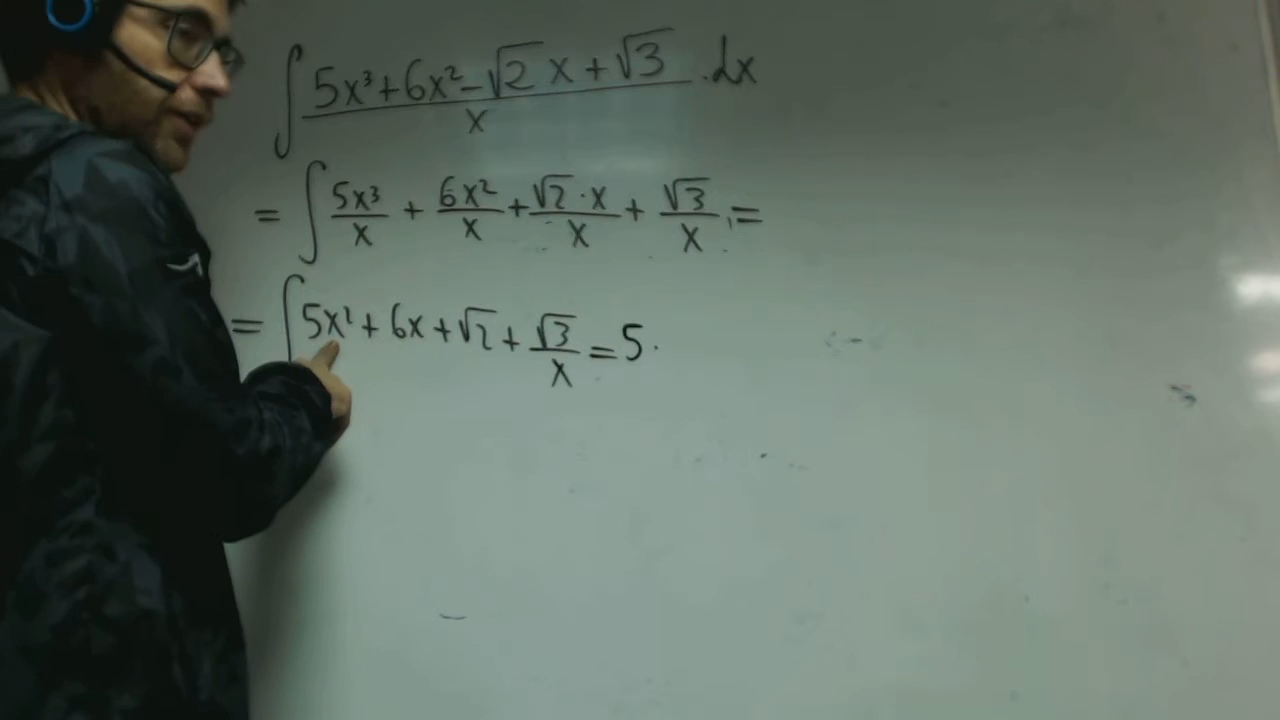 ∫ (5x³+6x²-√2 x+√3)/x .dx
= ∫ 5x³/x + 6x²/x + √2·x/x + √3/x =
= ∫ 5x² + 6x + √2 + √3/x = 5.